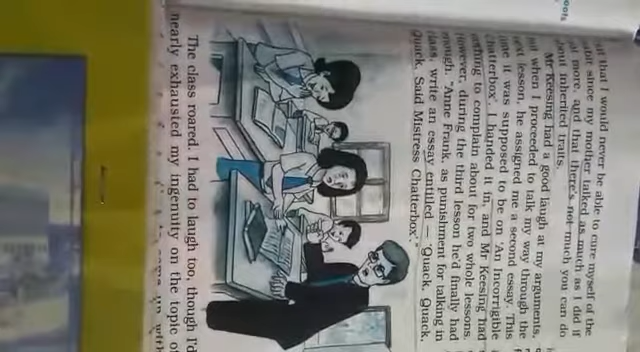 that I would never be able to cure myself of the
habit since my mother talked as much as I did if
more, and that there's not much you can do
about inherited traits.
Mr Keesing had a good laugh at my arguments,
but when I proceeded to talk my way through the
next lesson, he assigned me a second essay. This
time it was supposed to be on 'An Incorrigible
Chatterbox'. I handed it in, and Mr Keesing had
nothing to complain about for two whole lessons.
However, during the third lesson he'd finally had
enough. "Anne Frank, as punishment for talking in
class, write an essay entitled — 'Quack, Quack,
Quack, Said Mistress Chatterbox'."
The class roared. I had to laugh too, though I'd
nearly exhausted my ingenuity on the topic of